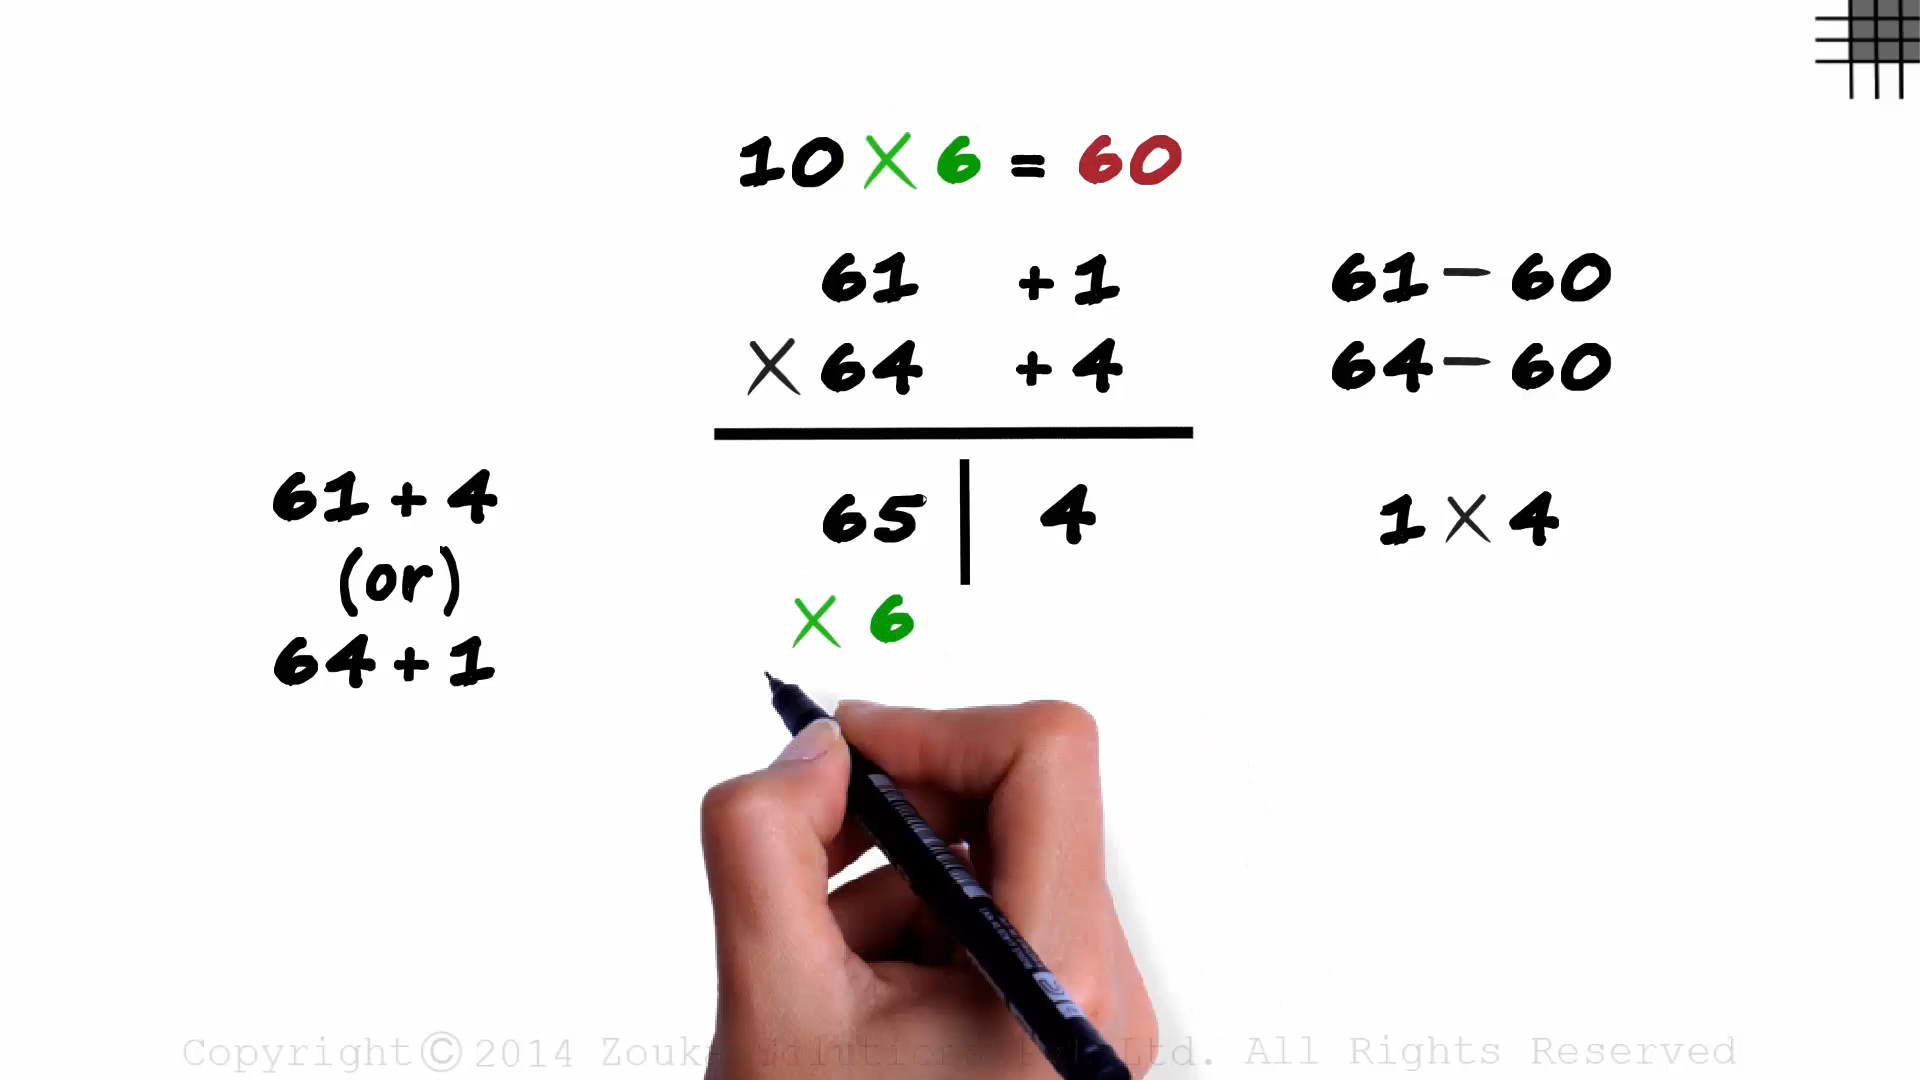 10 × 6 = 60
61 +1 61 − 60
× 64 +4 64 − 60
61 + 4 65 | 4 1 × 4
(or)
× 6
64 + 1
Copyright © 2014 Zouk Ltd. All Rights Reserved